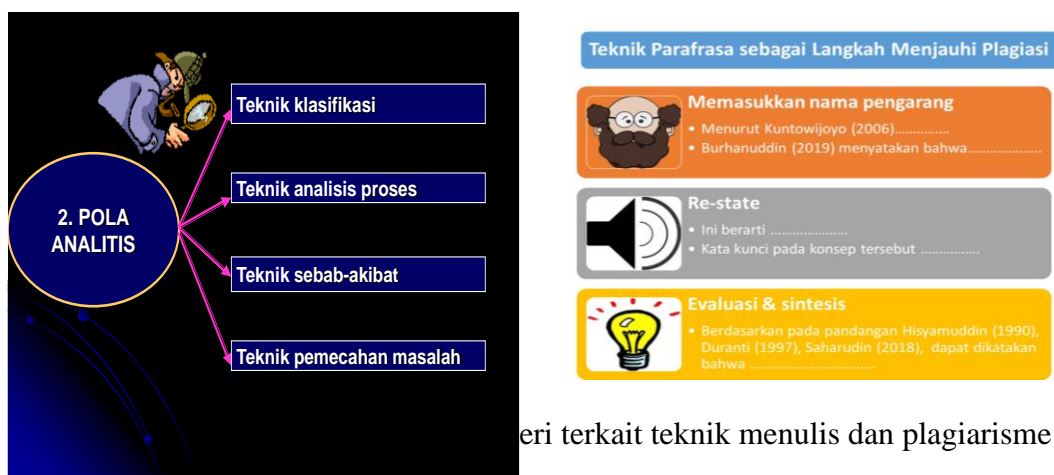 2. POLA
ANALITIS
Teknik klasifikasi
Teknik analisis proses
Teknik sebab-akibat
Teknik pemecahan masalah
Teknik Parafrasa sebagai Langkah Menjauhi Plagiasi
Memasukkan nama pengarang
• Menurut Kuntowijoyo (2006)...............
• Burhanuddin (2019) menyatakan bahwa....................
Re-state
• Ini berarti .....................
• Kata kunci pada konsep tersebut ................
Evaluasi & sintesis
• Berdasarkan pada pandangan Hisyamuddin (1990),
Duranti (1997), Saharudin (2018), dapat dikatakan
bahwa ..................................
eri terkait teknik menulis dan plagiarisme